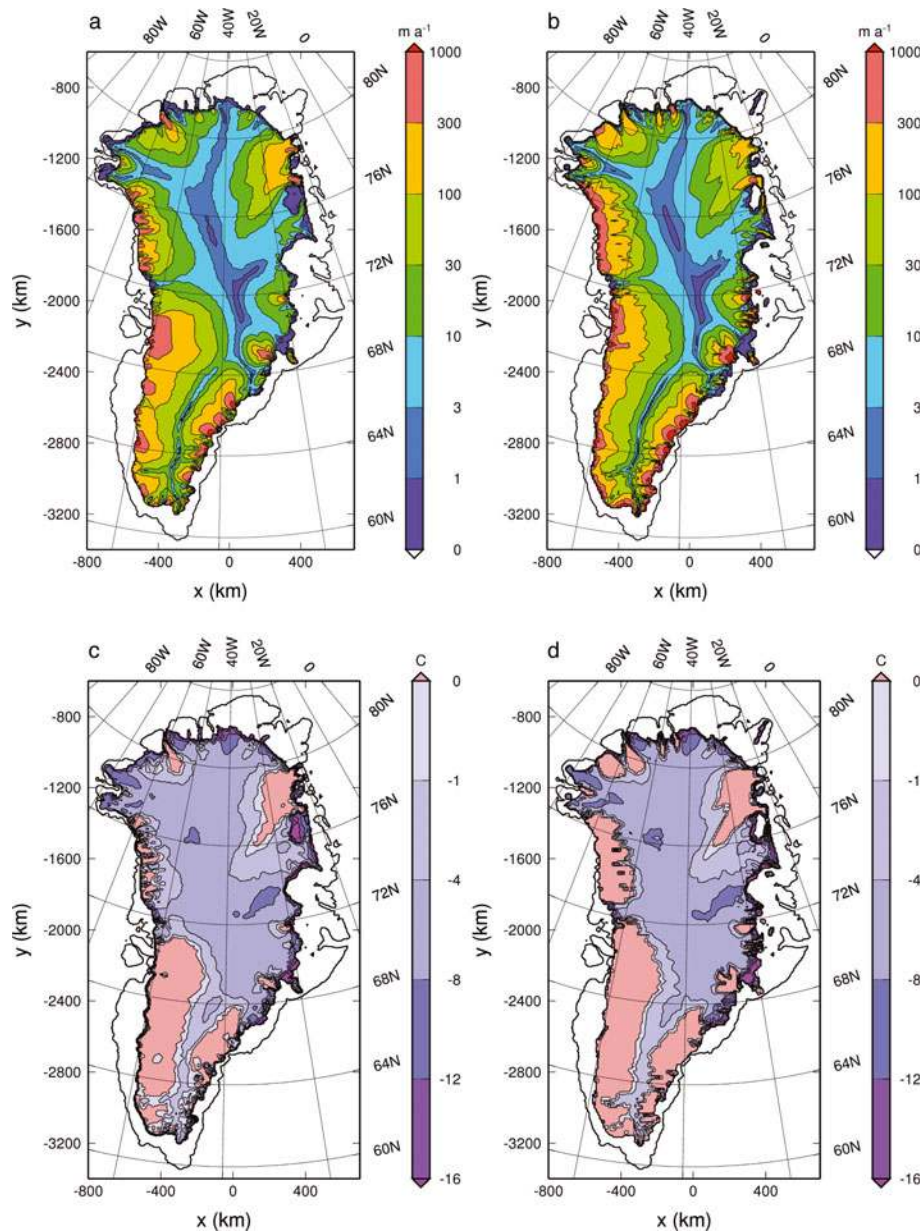 a
80W 60W 40W 20W 0
m a⁻¹
1000
300
100
30
10
3
1
0
80N
76N
72N
68N
64N
60N
-800
-1200
-1600
-2000
-2400
-2800
-3200
y (km)
-800 -400 0 400
x (km)
b
80W 60W 40W 20W 0
m a⁻¹
1000
300
100
30
10
3
1
0
80N
76N
72N
68N
64N
60N
-800
-1200
-1600
-2000
-2400
-2800
-3200
y (km)
-800 -400 0 400
x (km)
c
80W 60W 40W 20W 0
C
0
-1
-4
-8
-12
-16
80N
76N
72N
68N
64N
60N
-800
-1200
-1600
-2000
-2400
-2800
-3200
y (km)
-800 -400 0 400
x (km)
d
80W 60W 40W 20W 0
C
0
-1
-4
-8
-12
-16
80N
76N
72N
68N
64N
60N
-800
-1200
-1600
-2000
-2400
-2800
-3200
y (km)
-800 -400 0 400
x (km)